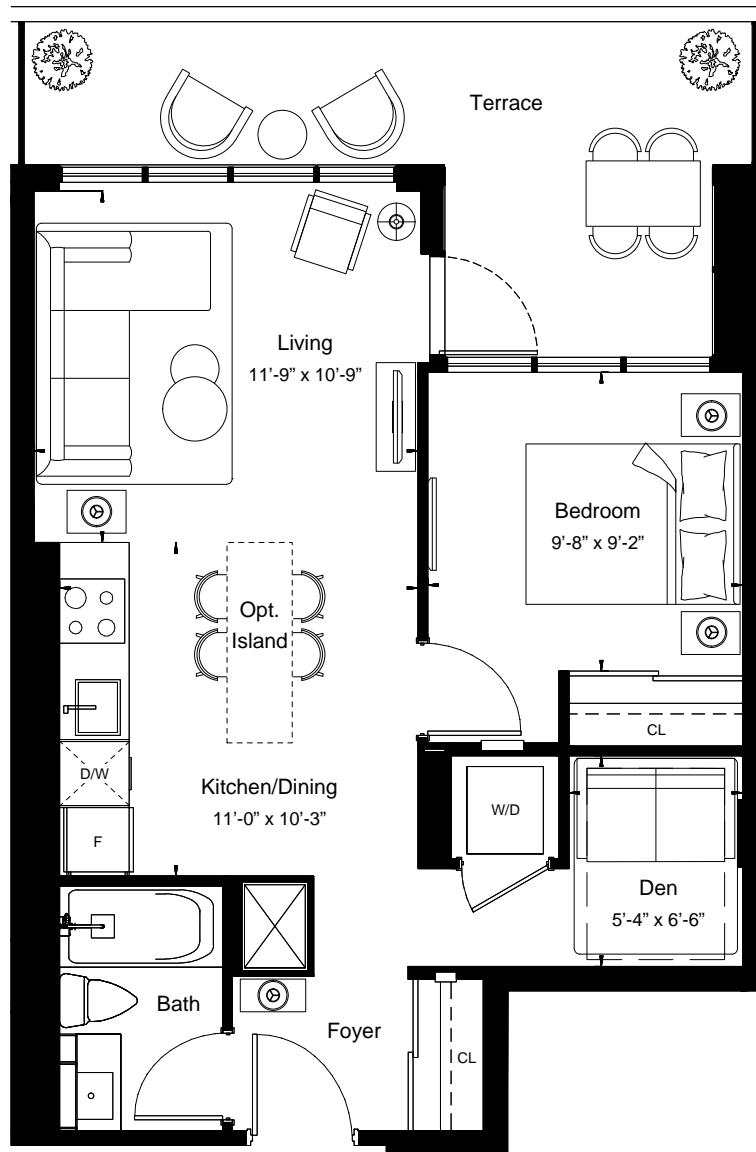 Terrace
Living
11’-9” x 10’-9”
Bedroom
9’-8” x 9’-2”
Opt.
Island
CL
D/W
Kitchen/Dining
11’-0” x 10’-3”
W/D
F
Den
5’-4” x 6’-6”
Bath
Foyer
CL